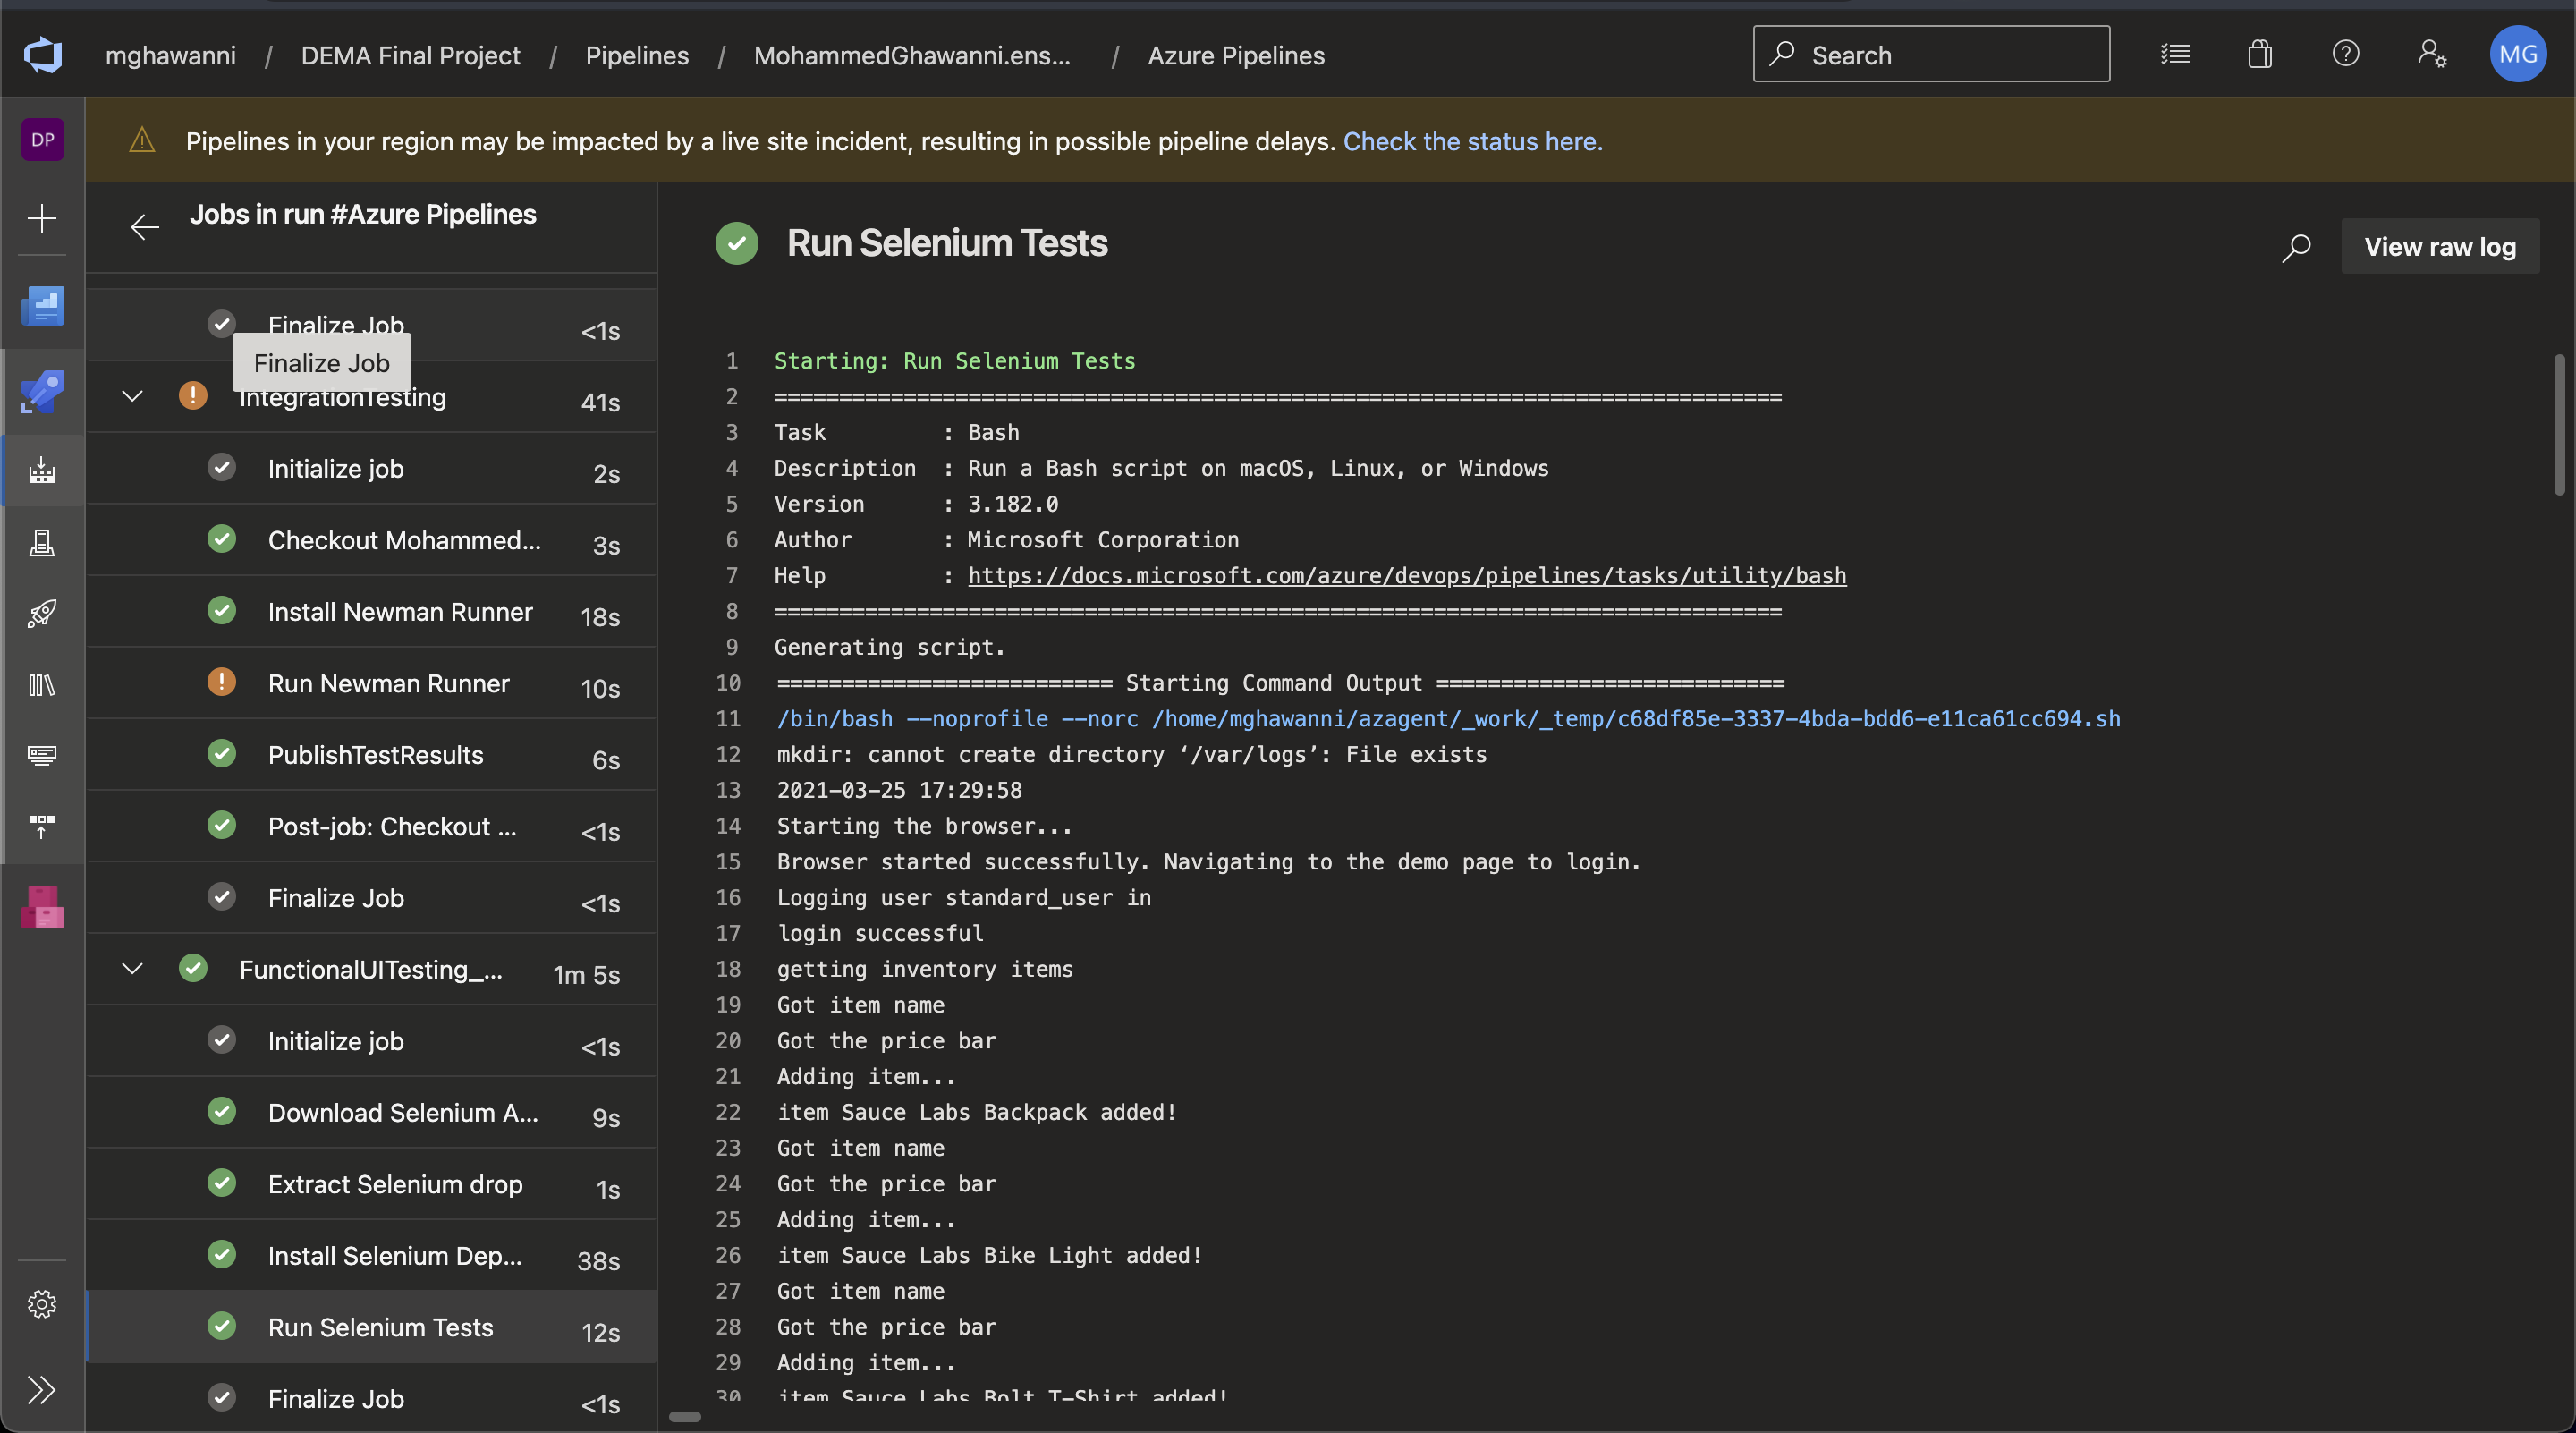 mghawanni / DEMA Final Project / Pipelines / MohammedGhawanni.ens... / Azure Pipelines
Search
MG
DP
Pipelines in your region may be impacted by a live site incident, resulting in possible pipeline delays. Check the status here.
Jobs in run #Azure Pipelines
Finalize Job <1s
Finalize Job
IntegrationTesting 41s
Initialize job 2s
Checkout Mohammed... 3s
Install Newman Runner 18s
Run Newman Runner 10s
PublishTestResults 6s
Post-job: Checkout ... <1s
Finalize Job <1s
FunctionalUITesting_... 1m 5s
Initialize job <1s
Download Selenium A... 9s
Extract Selenium drop 1s
Install Selenium Dep... 38s
Run Selenium Tests 12s
Finalize Job <1s
Run Selenium Tests
View raw log
1 Starting: Run Selenium Tests
2 ==============================================================================
3 Task : Bash
4 Description : Run a Bash script on macOS, Linux, or Windows
5 Version : 3.182.0
6 Author : Microsoft Corporation
7 Help : https://docs.microsoft.com/azure/devops/pipelines/tasks/utility/bash
8 ==============================================================================
9 Generating script.
10 ========================== Starting Command Output ===========================
11 /bin/bash --noprofile --norc /home/mghawanni/azagent/_work/_temp/c68df85e-3337-4bda-bdd6-e11ca61cc694.sh
12 mkdir: cannot create directory ‘/var/logs’: File exists
13 2021-03-25 17:29:58
14 Starting the browser...
15 Browser started successfully. Navigating to the demo page to login.
16 Logging user standard_user in
17 login successful
18 getting inventory items
19 Got item name
20 Got the price bar
21 Adding item...
22 item Sauce Labs Backpack added!
23 Got item name
24 Got the price bar
25 Adding item...
26 item Sauce Labs Bike Light added!
27 Got item name
28 Got the price bar
29 Adding item...
30 item Sauce Labs Bolt T-Shirt added!